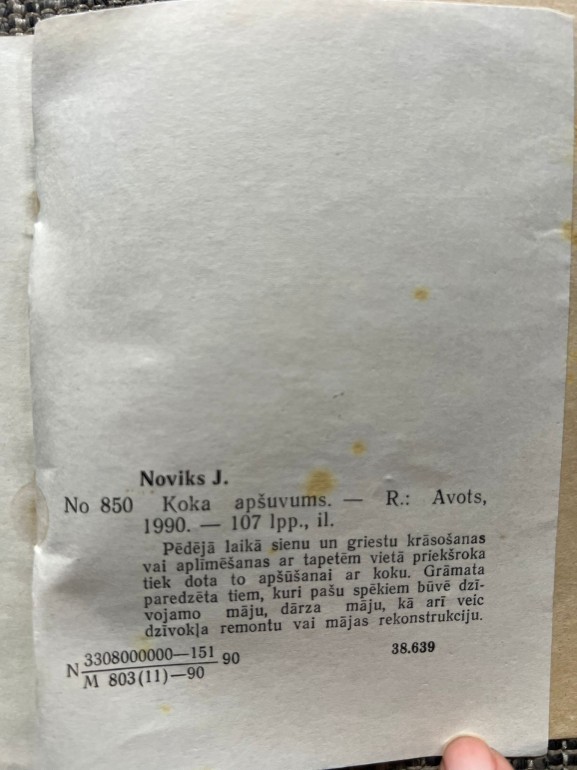 Noviks J.
No 850 Koka apšuvums. — R.: Avots,
1990. — 107 lpp., il.
Pēdējā laikā sienu un griestu krāsošanas
vai aplīmēšanas ar tapetēm vietā priekšroka
tiek dota to apšūšanai ar koku. Grāmata
paredzēta tiem, kuri pašu spēkiem būvē dzī-
vojamo māju, dārza māju, kā arī veic
dzīvokļa remontu vai mājas rekonstrukciju.
N 3308000000—151 90
M 803(11)—90
38.639